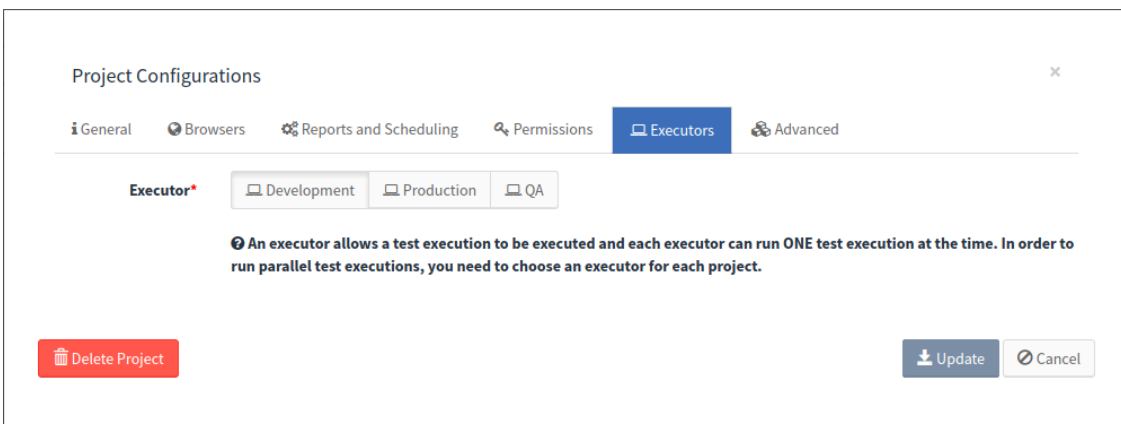 Project Configurations
×
General Browsers Reports and Scheduling Permissions Executors Advanced
Executor* Development Production QA
An executor allows a test execution to be executed and each executor can run ONE test execution at the time. In order to
run parallel test executions, you need to choose an executor for each project.
Delete Project Update Cancel